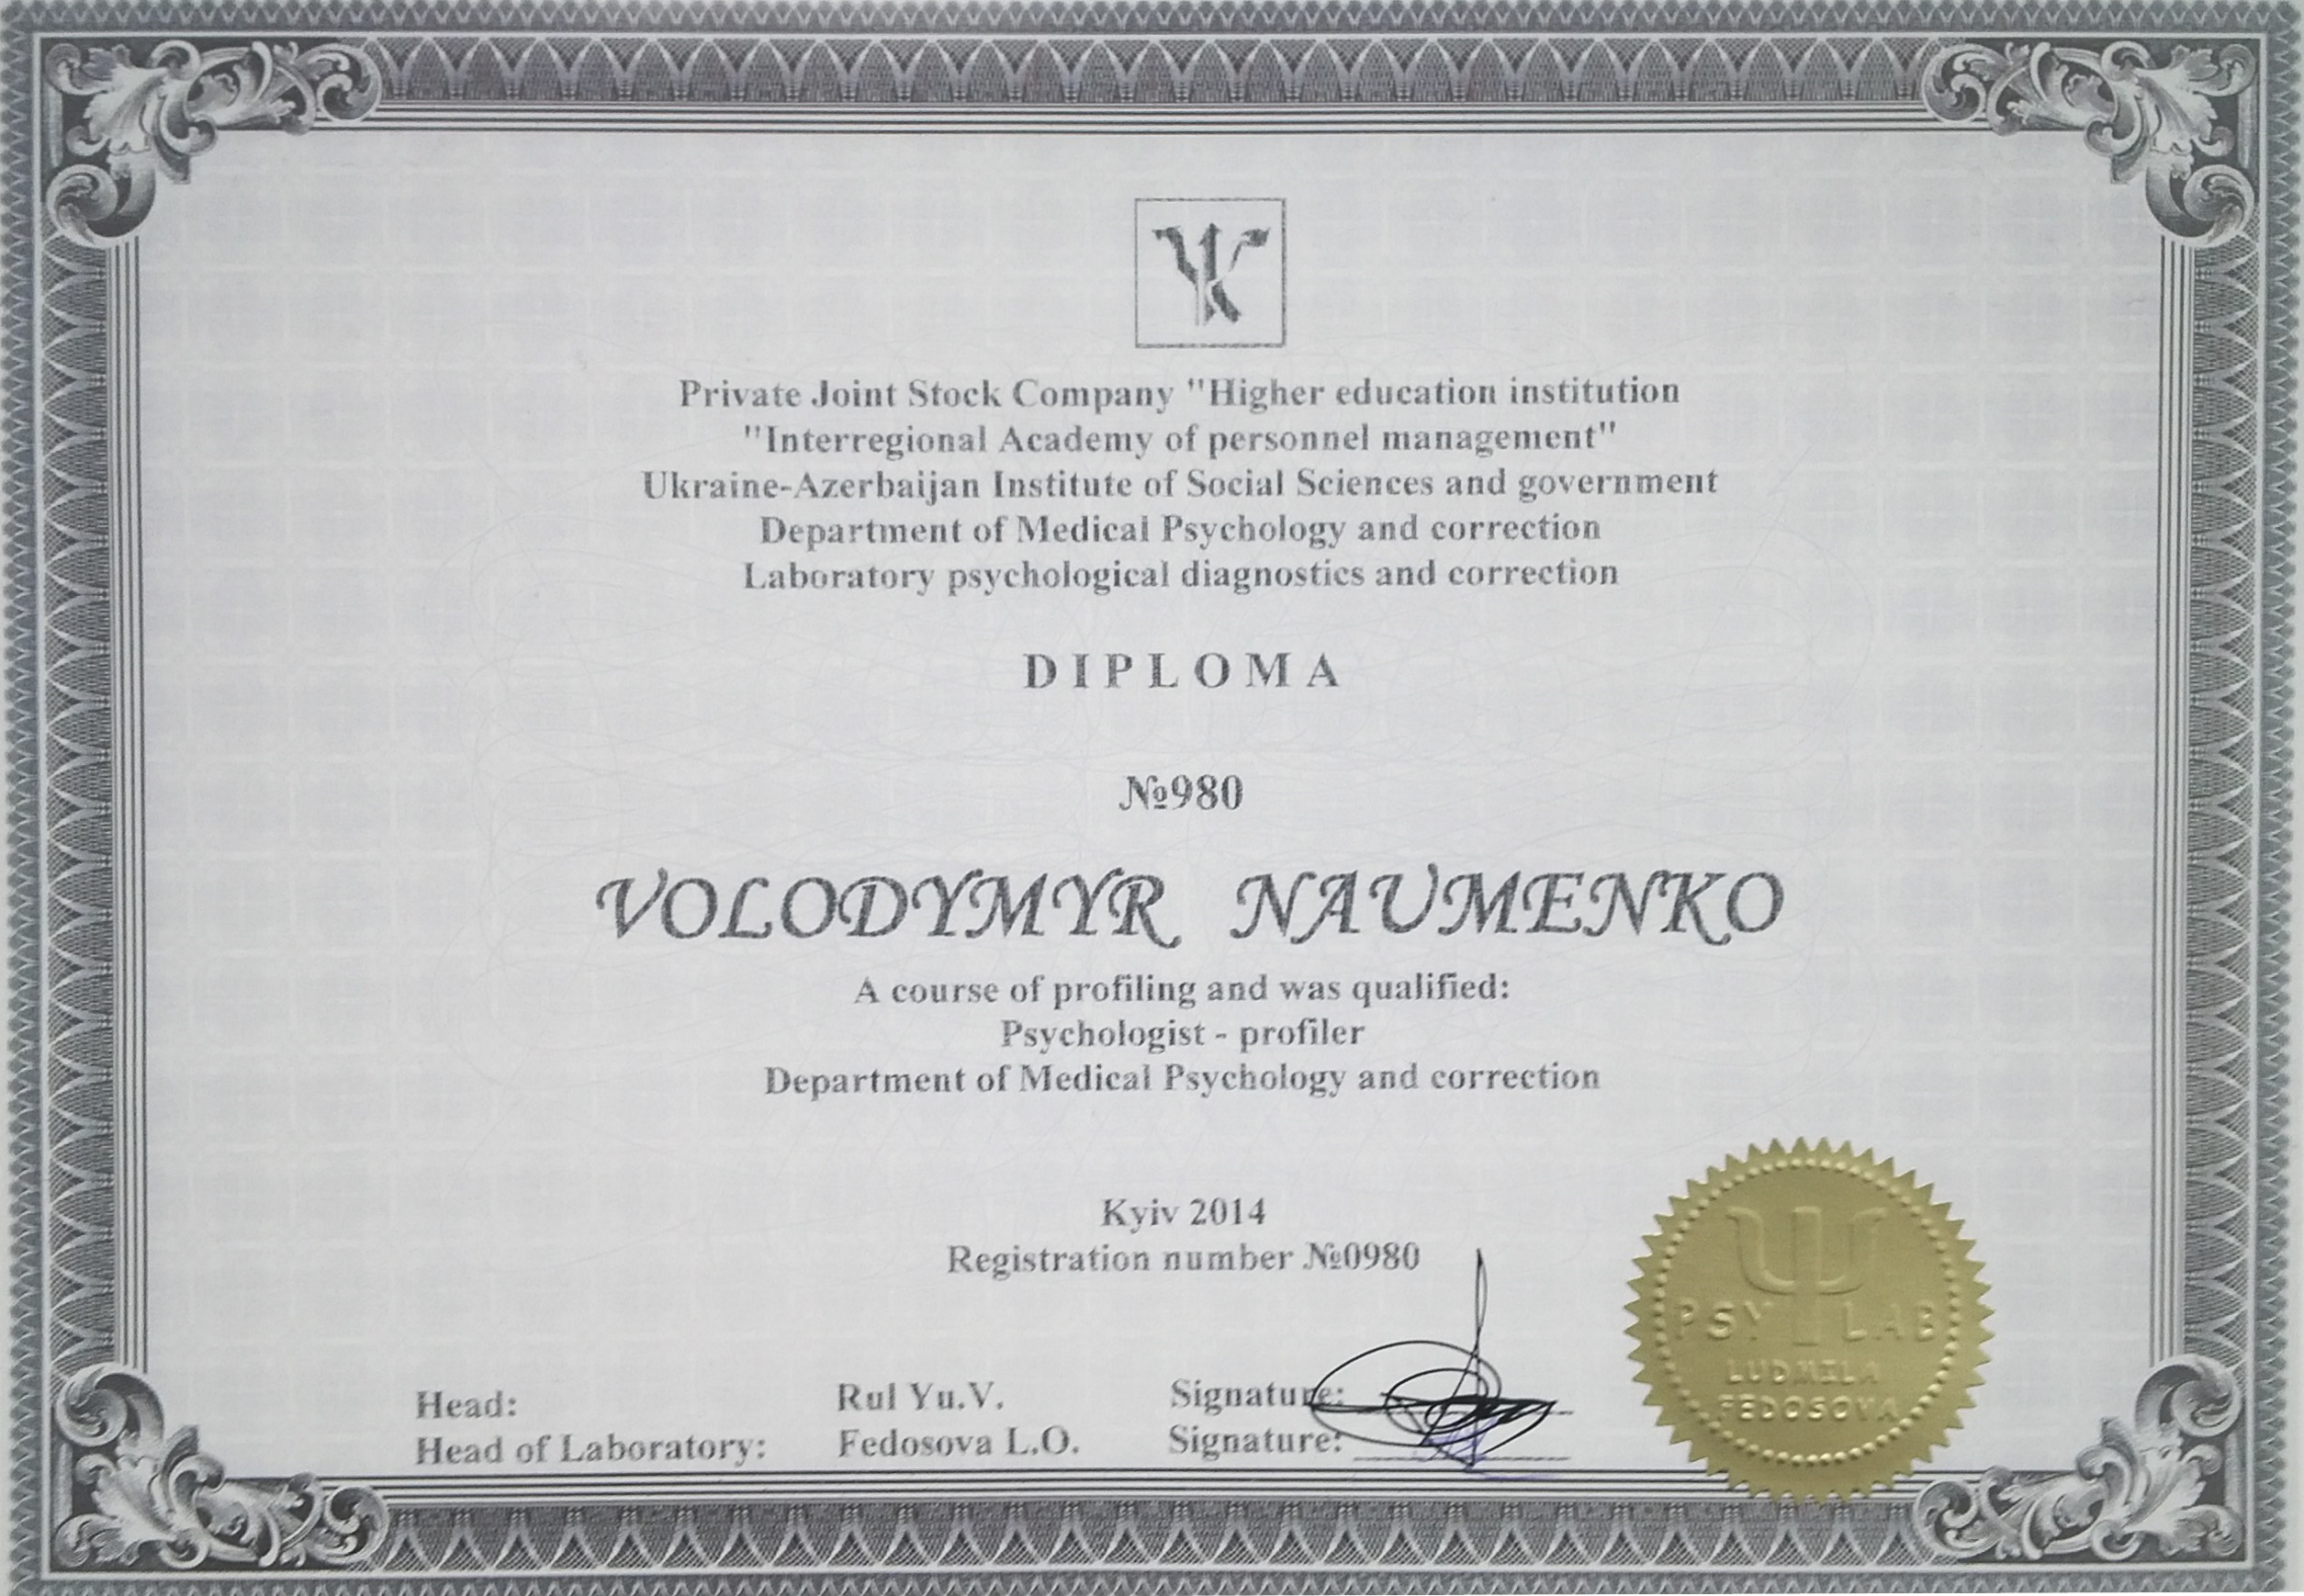 Private Joint Stock Company "Higher education institution
"Interregional Academy of personnel management"
Ukraine-Azerbaijan Institute of Social Sciences and government
Department of Medical Psychology and correction
Laboratory psychological diagnostics and correction
DIPLOMA
№980
VOLODYMYR NAUMENKO
A course of profiling and was qualified:
Psychologist - profiler
Department of Medical Psychology and correction
Kyiv 2014
Registration number №0980
Head: Rul Yu.V. Signature:
Head of Laboratory: Fedosova L.O. Signature:
PSY LAB
LUDMILA
FEDOSOVA